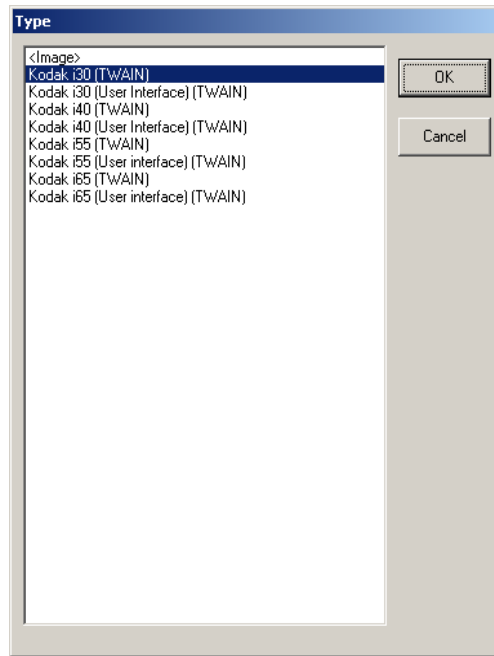 Type
<Image>
Kodak i30 (TWAIN)
Kodak i30 (User Interface) (TWAIN)
Kodak i40 (TWAIN)
Kodak i40 (User Interface) (TWAIN)
Kodak i55 (TWAIN)
Kodak i55 (User interface) (TWAIN)
Kodak i65 (TWAIN)
Kodak i65 (User interface) (TWAIN)
OK
Cancel